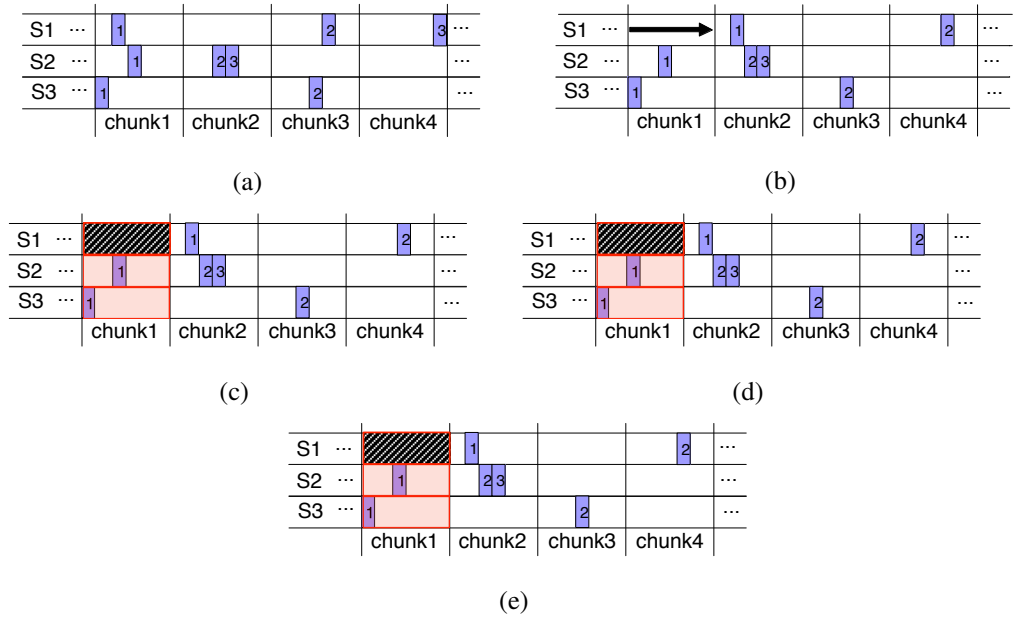 S1 ... 1 2 3 ...
S2 ... 1 2 3 ...
S3 ... 1 2 ...
chunk1 chunk2 chunk3 chunk4
(a)
S1 ... 1 2 ...
S2 ... 1 2 3 ...
S3 ... 1 2 ...
chunk1 chunk2 chunk3 chunk4
(b)
S1 ... 1 2 ...
S2 ... 1 2 3 ...
S3 ... 1 2 ...
chunk1 chunk2 chunk3 chunk4
(c)
S1 ... 1 2 ...
S2 ... 1 2 3 ...
S3 ... 1 2 ...
chunk1 chunk2 chunk3 chunk4
(d)
S1 ... 1 2 ...
S2 ... 1 2 3 ...
S3 ... 1 2 ...
chunk1 chunk2 chunk3 chunk4
(e)